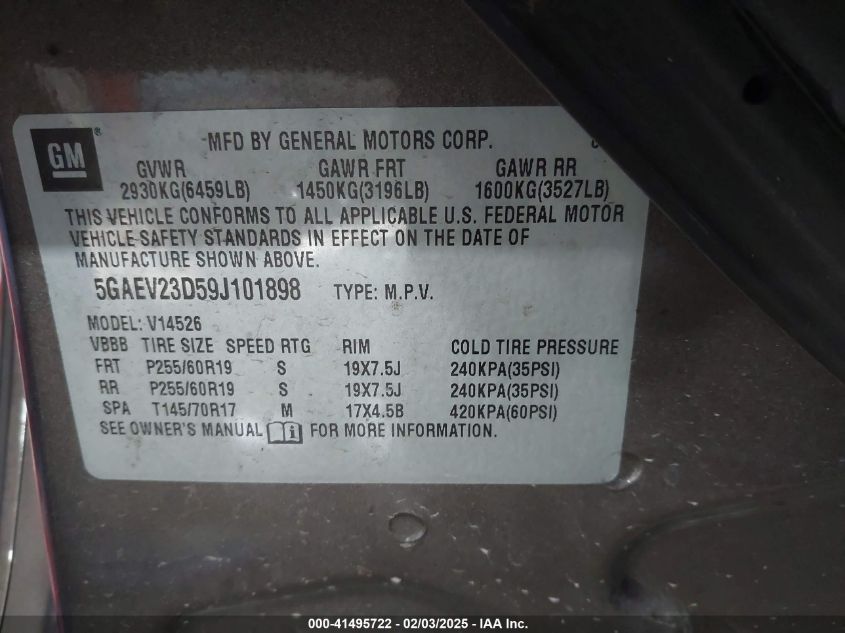 GM ®
MFD BY GENERAL MOTORS CORP.
GVWR GAWR FRT GAWR RR
2930KG(6459LB) 1450KG(3196LB) 1600KG(3527LB)
THIS VEHICLE CONFORMS TO ALL APPLICABLE U.S. FEDERAL MOTOR
VEHICLE SAFETY STANDARDS IN EFFECT ON THE DATE OF
MANUFACTURE SHOWN ABOVE.
5GAEV23D59J101898 TYPE: M.P.V.
MODEL: V14526
VBBB TIRE SIZE SPEED RTG RIM COLD TIRE PRESSURE
FRT P255/60R19 S 19X7.5J 240KPA(35PSI)
RR P255/60R19 S 19X7.5J 240KPA(35PSI)
SPA T145/70R17 M 17X4.5B 420KPA(60PSI)
SEE OWNER'S MANUAL FOR MORE INFORMATION.
000-41495722 - 02/03/2025 - IAA Inc.